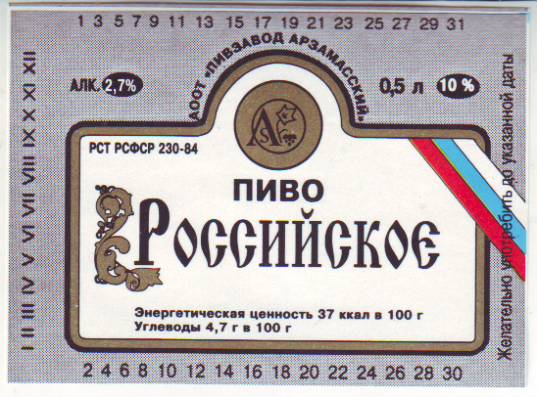 1 3 5 7 9 11 13 15 17 19 21 23 25 27 29 31
АООТ «ПИВЗАВОД АРЗАМАССКИЙ»
АЛК. 2,7%
0,5 л 10 %
РСТ РСФСР 230-84
ПИВО
РОССИЙСКОЕ
Энергетическая ценность 37 ккал в 100 г
Углеводы 4,7 г в 100 г
I II III IV V VI VII VIII IX X XI XII
Желательно употребить до указанной даты
2 4 6 8 10 12 14 16 18 20 22 24 26 28 30